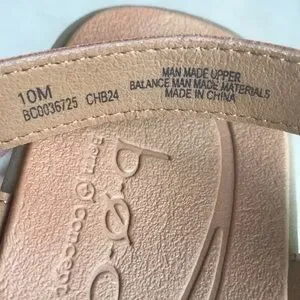 10M
BC0036725 CHB24
MAN MADE UPPER
BALANCE MAN MADE MATERIALS
MADE IN CHINA
b·ø·c
born concept